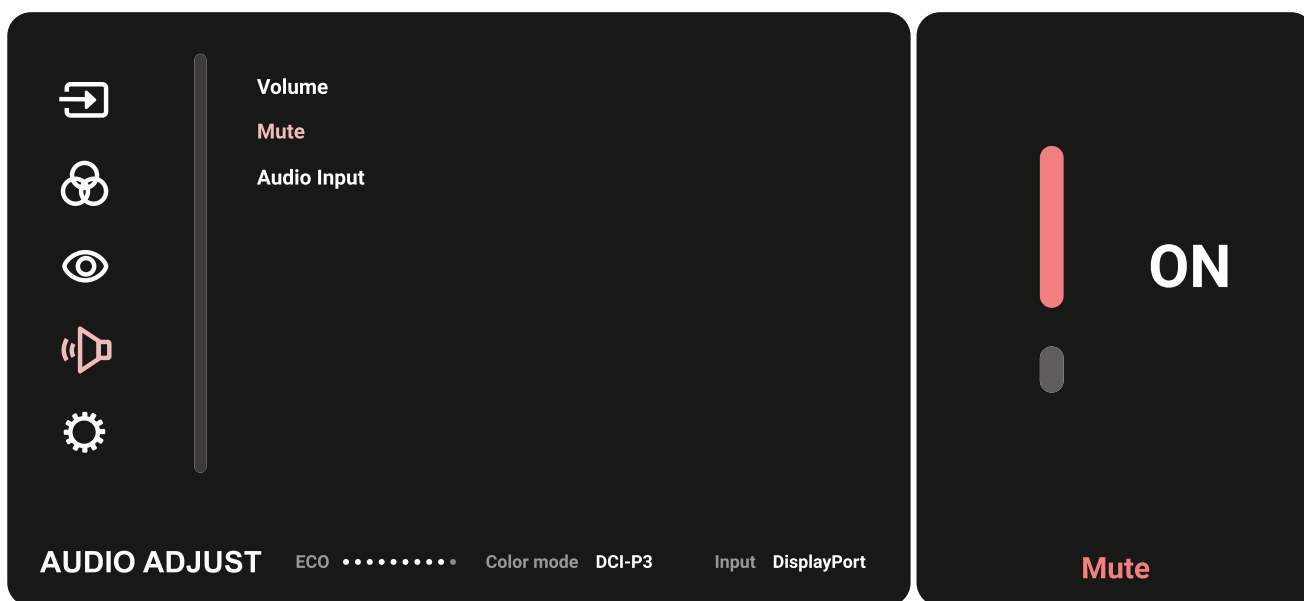 Volume
Mute
Audio Input
AUDIO ADJUST ECO Color mode DCI-P3 Input DisplayPort
ON
Mute